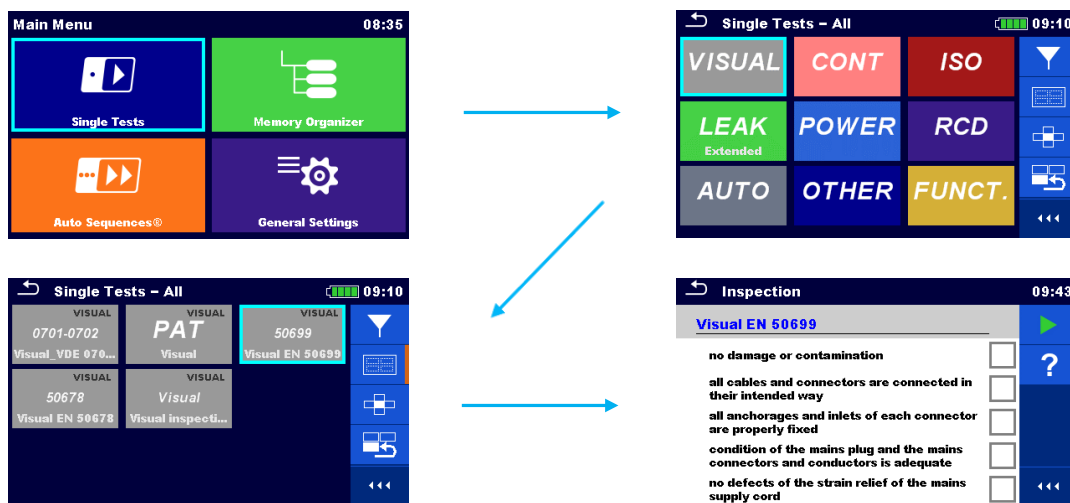 Main Menu 08:35
Single Tests
Memory Organizer
Auto Sequences®
General Settings
Single Tests – All 09:10
VISUAL CONT ISO
LEAK POWER RCD
Extended
AUTO OTHER FUNCT.
Single Tests – All 09:10
VISUAL VISUAL VISUAL
0701-0702 PAT 50699
Visual_VDE 070... Visual Visual EN 50699
VISUAL VISUAL
50678 Visual
Visual EN 50678 Visual inspecti...
Inspection 09:43
Visual EN 50699
no damage or contamination
?
all cables and connectors are connected in
their intended way
all anchorages and inlets of each connector
are properly fixed
condition of the mains plug and the mains
connectors and conductors is adequate
no defects of the strain relief of the mains
supply cord